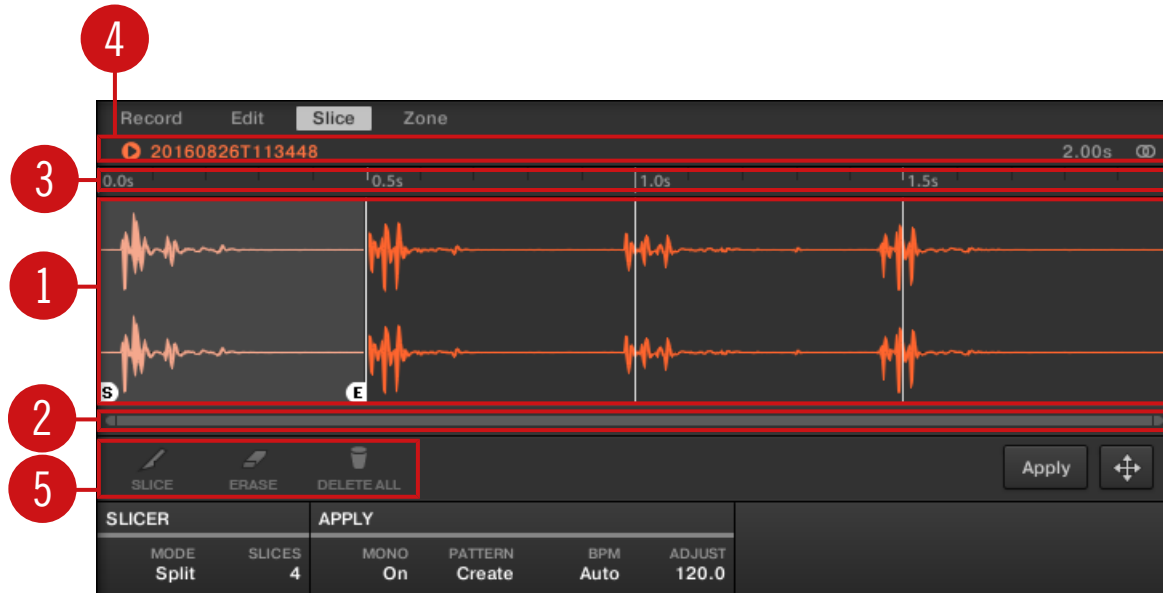 4
Record Edit Slice Zone
20160826T113448 2.00s
3
0.0s 0.5s 1.0s 1.5s
1
S E
2
5
SLICE ERASE DELETE ALL Apply
SLICER APPLY
MODE SLICES MONO PATTERN BPM ADJUST
Split 4 On Create Auto 120.0